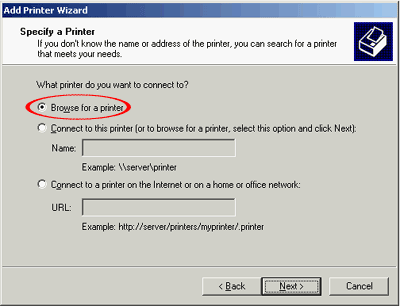 Add Printer Wizard
Specify a Printer
If you don't know the name or address of the printer, you can search for a printer
that meets your needs.
What printer do you want to connect to?
Browse for a printer
Connect to this printer (or to browse for a printer, select this option and click Next):
Name:
Example: \\server\printer
Connect to a printer on the Internet or on a home or office network:
URL:
Example: http://server/printers/myprinter/.printer
< Back
Next >
Cancel